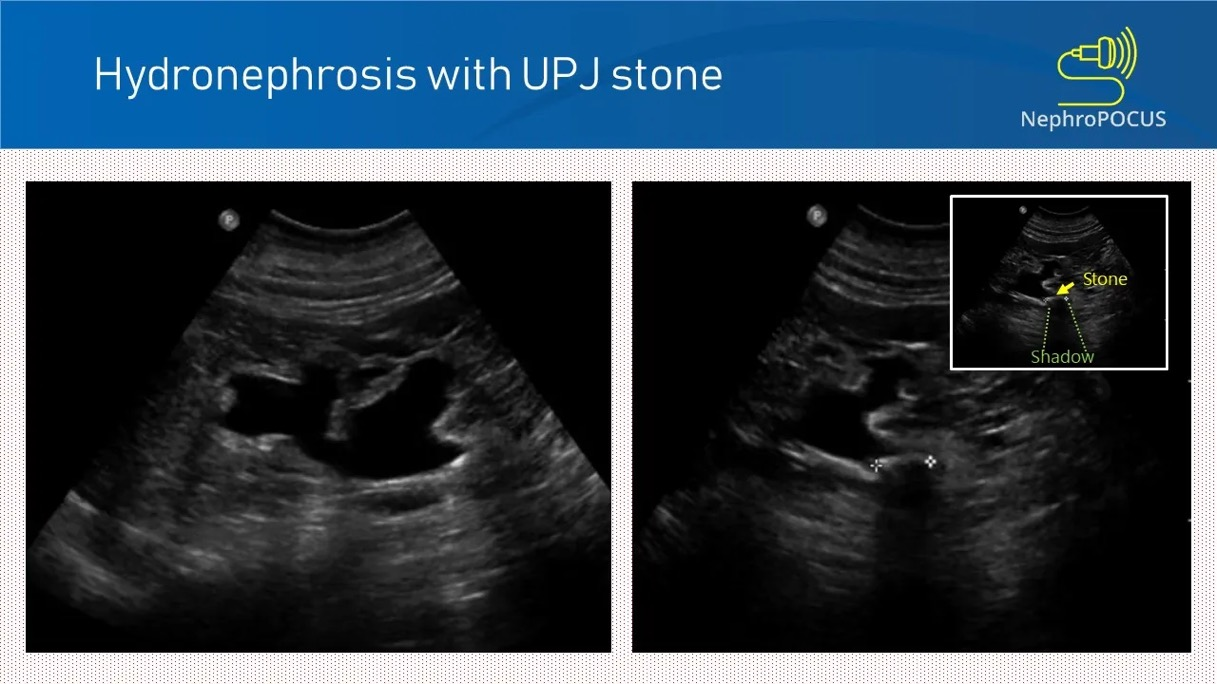 Hydronephrosis with UPJ stone
NephroPOCUS
P
P
Stone
Shadow